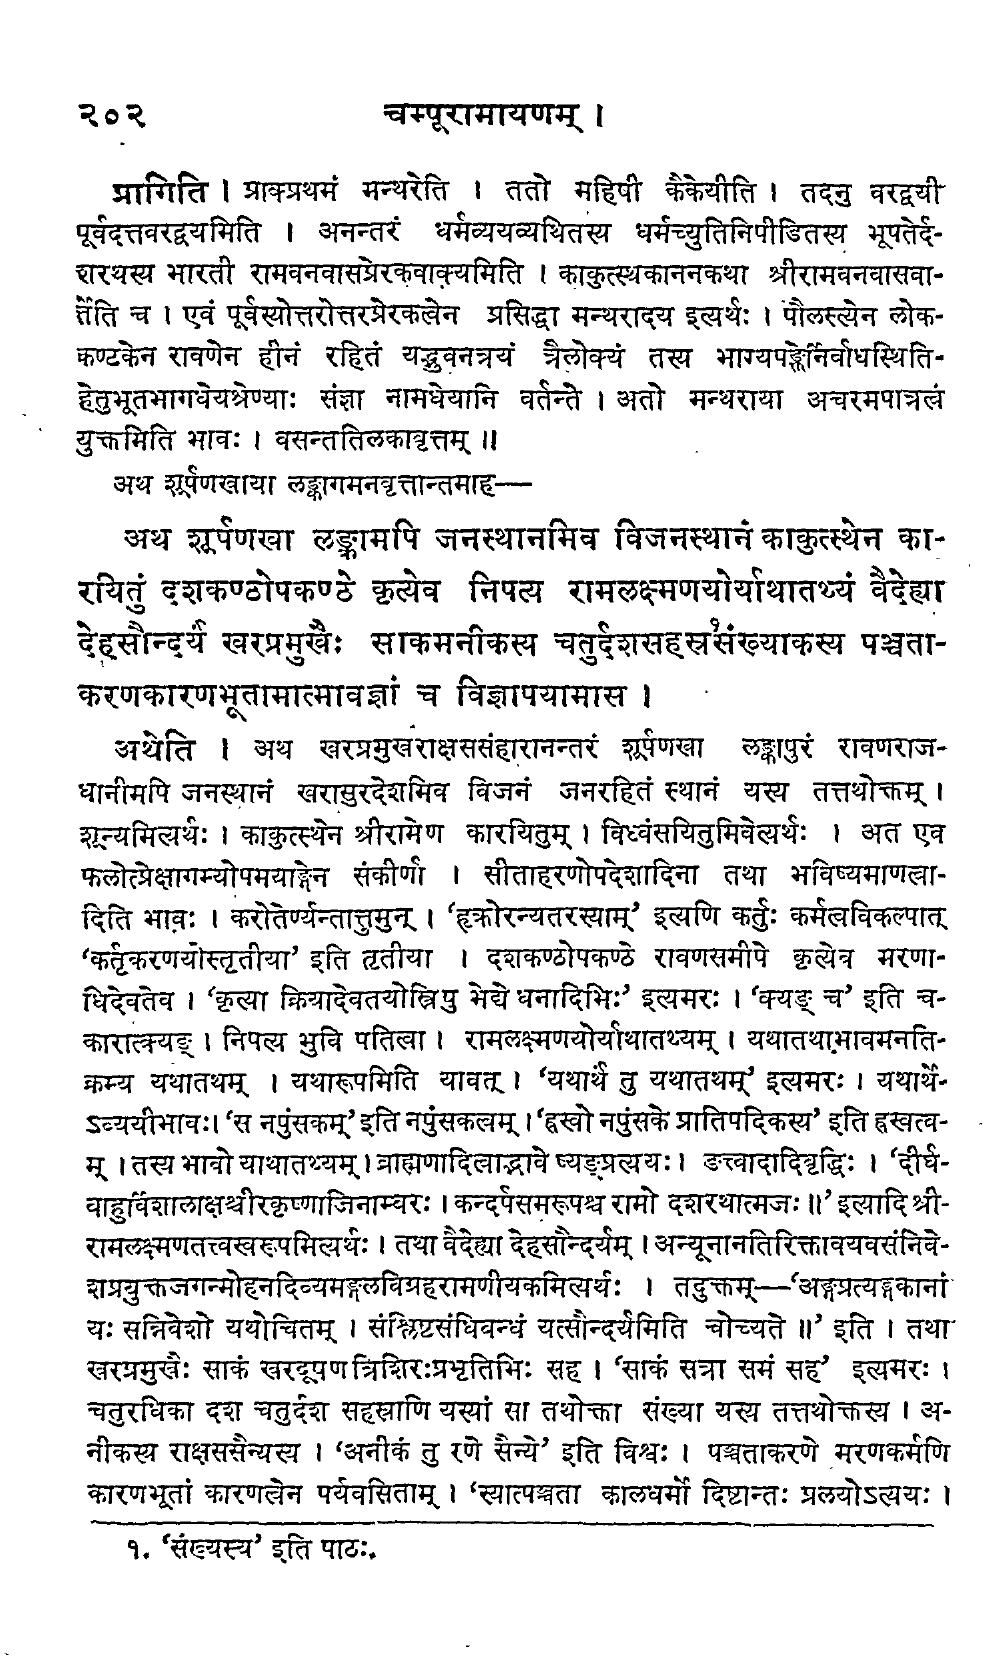 २०२ चम्पूरामायणम् ।
प्रागिति । प्राक्प्रथमं मन्थरेति । ततो महिषी कैकेयीति । तदनु वरद्वयी
पूर्वदत्तवरद्वयमिति । अनन्तरं धर्मव्ययव्यथितस्य धर्मच्युतिनिपीडितस्य भूपतेर्द-
शरथस्य भारती रामवनवासप्रेरकवाक्यमिति । काकुत्स्थकाननकथा श्रीरामवनवासवा-
र्तेति च । एवं पूर्वस्योत्तरोत्तरप्रेरकत्वेन प्रसिद्धा मन्थरादय इत्यर्थः । पौलस्त्येन लोक-
कण्टकेन रावणेन हीनं रहितं यद्भुवनत्रयं त्रैलोक्यं तस्य भाग्यपङ्क्तेर्निर्बाधस्थिति-
हेतुभूतभागधेयश्रेण्याः संज्ञा नामधेयानि वर्तन्ते । अतो मन्थराया अचरमपात्रत्वं
युक्तमिति भावः । वसन्ततिलकावृत्तम् ॥
अथ शूर्पणखाया लङ्कागमनवृत्तान्तमाह—
अथ शूर्पणखा लङ्कामपि जनस्थानमिव विजनस्थानं काकुत्स्थेन का-
रयितुं दशकण्ठोपकण्ठे कृत्येव निपत्य रामलक्ष्मणयोर्याथातथ्यं वैदेह्या
देहसौन्दर्यं खरप्रमुखैः साकमनीकस्य चतुर्दशसहस्रसंख्याकस्य पञ्चता-
करणकारणभूतामात्मावज्ञां च विज्ञापयामास ।
अथेति । अथ खरप्रमुखराक्षससंहारानन्तरं शूर्पणखा लङ्कापुरं रावणराज-
धानीमपि जनस्थानं खरासुरदेशमिव विजनं जनरहितं स्थानं यस्य तत्तथोक्तम् ।
शून्यमित्यर्थः । काकुत्स्थेन श्रीरामेण कारयितुम् । विध्वंसयितुमिवेत्यर्थः । अत एव
फलोत्प्रेक्षागम्योपमयाङ्गेन संकीर्णा । सीताहरणोपदेशादिना तथा भविष्यमाणत्वा-
दिति भावः । करोतेर्ण्यन्तात्तुमुन् । ‘हृक्रोरन्यतरस्याम्’ इत्यणि कर्तुः कर्मत्वविकल्पात्
‘कर्तृकरणयोस्तृतीया’ इति तृतीया । दशकण्ठोपकण्ठे रावणसमीपे कृत्येव मरणा-
धिदेवतेव । ‘कृत्या क्रियादेवतयोस्त्रिषु भेद्ये धनादिभिः’ इत्यमरः । ‘क्यङ् च’ इति च-
कारात्क्यङ् । निपत्य भुवि पतित्वा । रामलक्ष्मणयोर्याथातथ्यम् । यथातथाभावमनति-
क्रम्य यथातथम् । यथारूपमिति यावत् । ‘यथार्थं तु यथातथम्’ इत्यमरः । यथार्थे-
ऽव्ययीभावः। ‘स नपुंसकम्’ इति नपुंसकत्वम् । ‘ह्रस्वो नपुंसके प्रातिपदिकस्य’ इति ह्रस्वत्व-
म् । तस्य भावो याथातथ्यम् । ब्राह्मणादित्वाद्भावे ष्यङ्प्रत्ययः। ङत्त्वादादिवृद्धिः । ‘दीर्घ-
बाहुर्विशालाक्षश्चीरकृष्णाजिनाम्बरः । कन्दर्पसमरूपश्च रामो दशरथात्मजः ॥’ इत्यादि श्री-
रामलक्ष्मणतत्त्वस्वरूपमित्यर्थः । तथा वैदेह्या देहसौन्दर्यम् । अन्यूनानतिरिक्तावयवसंनिवे-
शप्रयुक्तजगन्मोहनदिव्यमङ्गलविग्रहरामणीयकमित्यर्थः । तदुक्तम्—‘अङ्गप्रत्यङ्गकानां
यः सन्निवेशो यथोचितम् । संश्लिष्टसंधिबन्धं यत्सौन्दर्यमिति चोच्यते ॥’ इति । तथा
खरप्रमुखैः साकं खरदूषणत्रिशिरःप्रभृतिभिः सह । ‘साकं सत्रा समं सह’ इत्यमरः ।
चतुरधिका दश चतुर्दश सहस्राणि यस्यां सा तथोक्ता संख्या यस्य तत्तथोक्तस्य । अ-
नीकस्य राक्षससैन्यस्य । ‘अनीकं तु रणे सैन्ये’ इति विश्वः । पञ्चताकरणे मरणकर्मणि
कारणभूतां कारणत्वेन पर्यवसिताम् । ‘स्यात्पञ्चता कालधर्मो दिष्टान्तः प्रलयोऽत्ययः ।
१. ‘संख्यस्य’ इति पाठः.